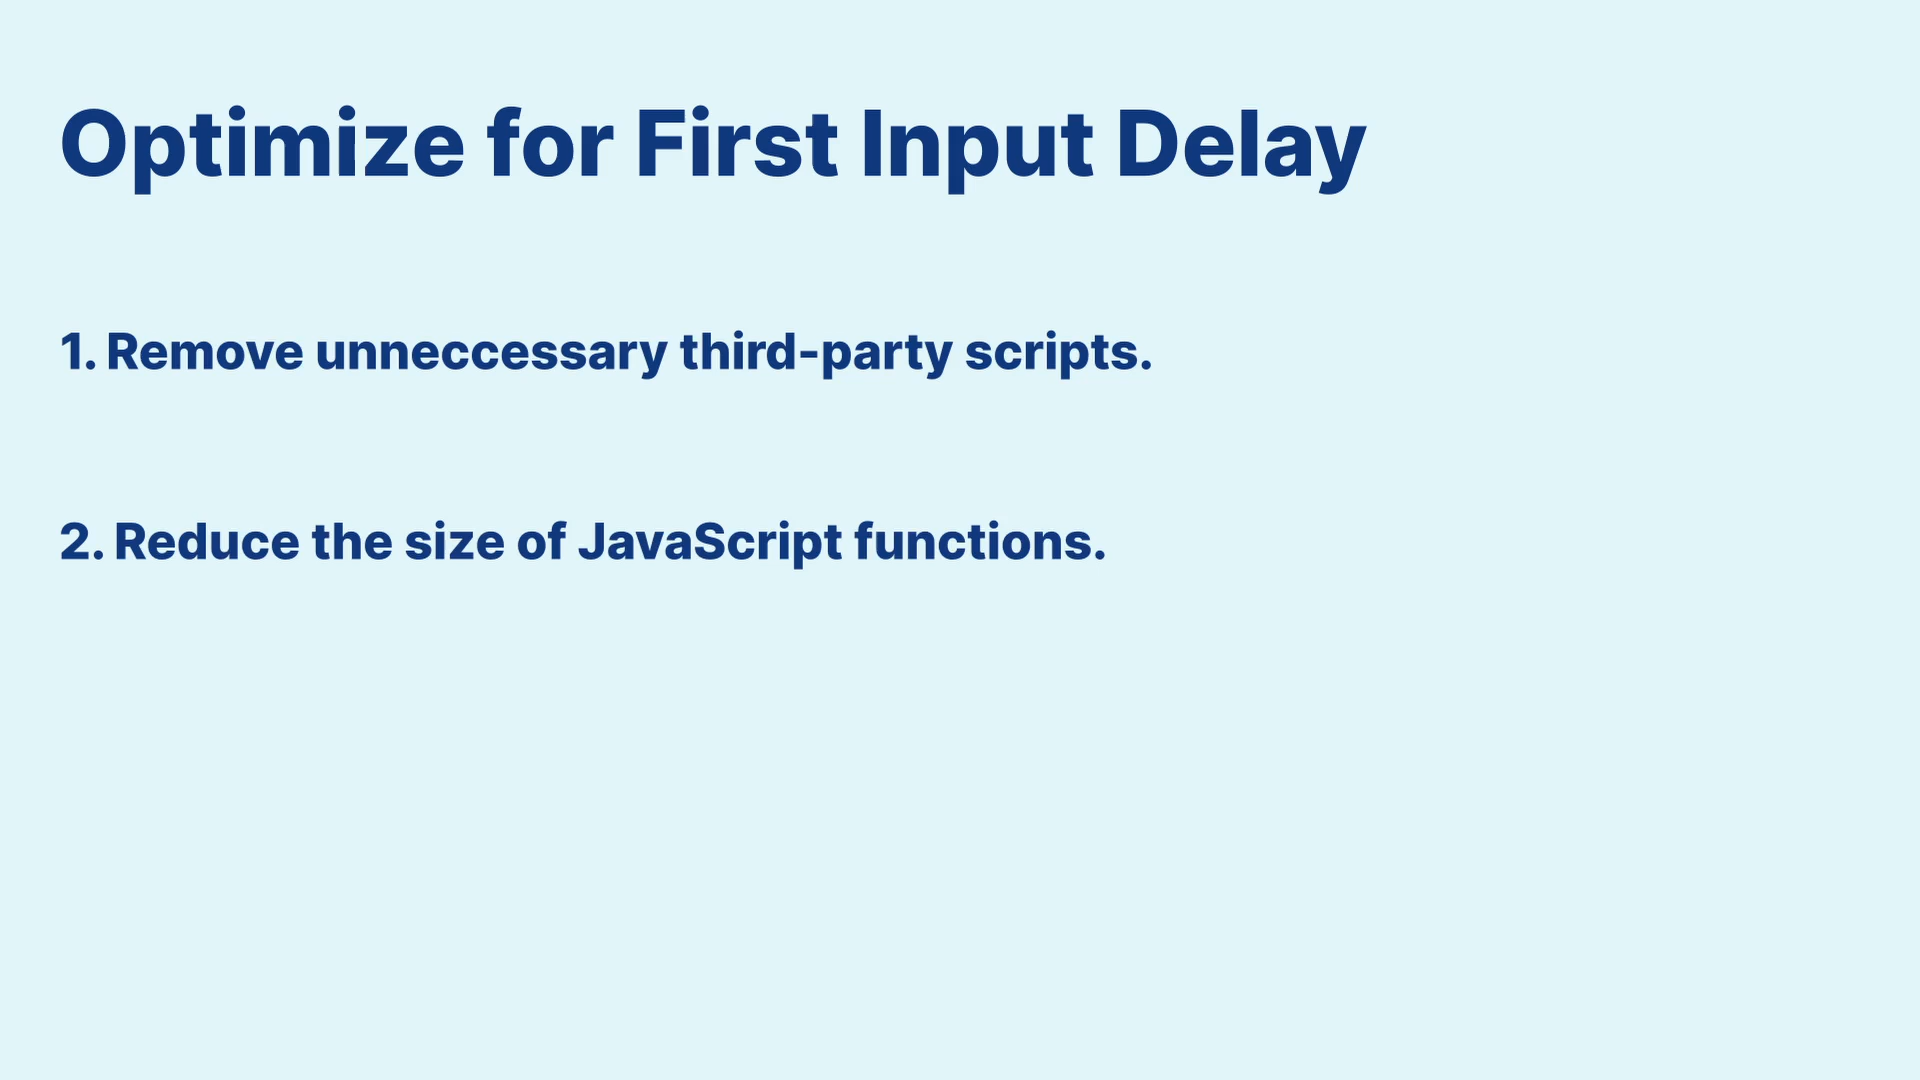 Optimize for First Input Delay
1. Remove unneccessary third-party scripts.
2. Reduce the size of JavaScript functions.